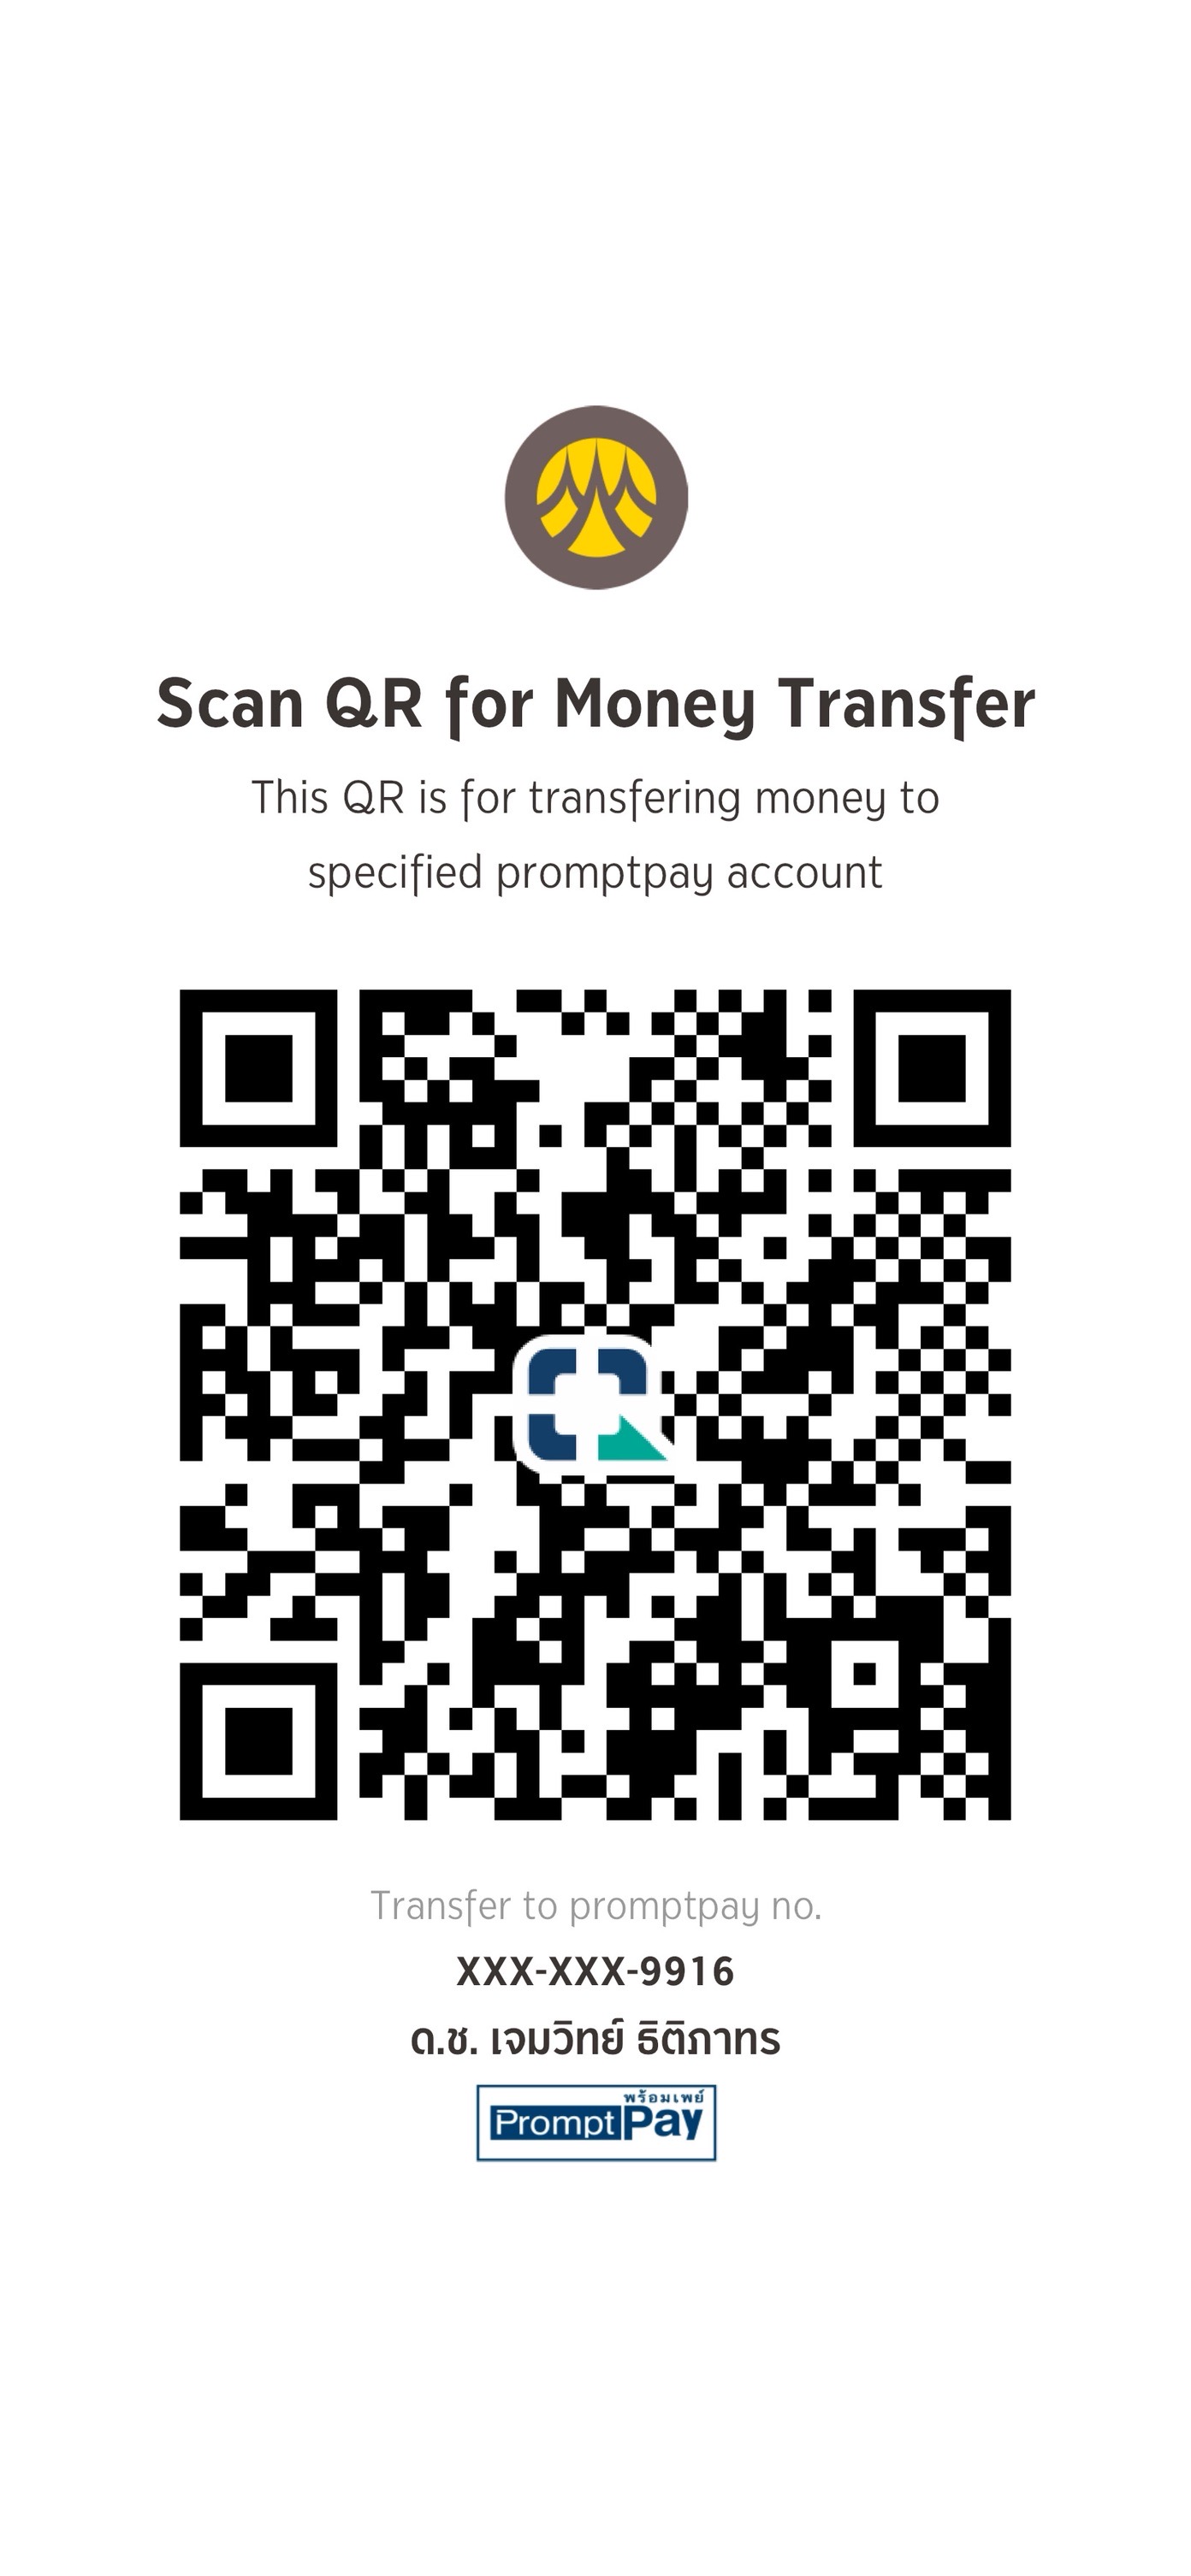 Scan QR for Money Transfer
This QR is for transfering money to
specified promptpay account
Transfer to promptpay no.
XXX-XXX-9916
ด.ช. เจมวิทย์ ธิติภาทร
พร้อมเพย์
PromptPay